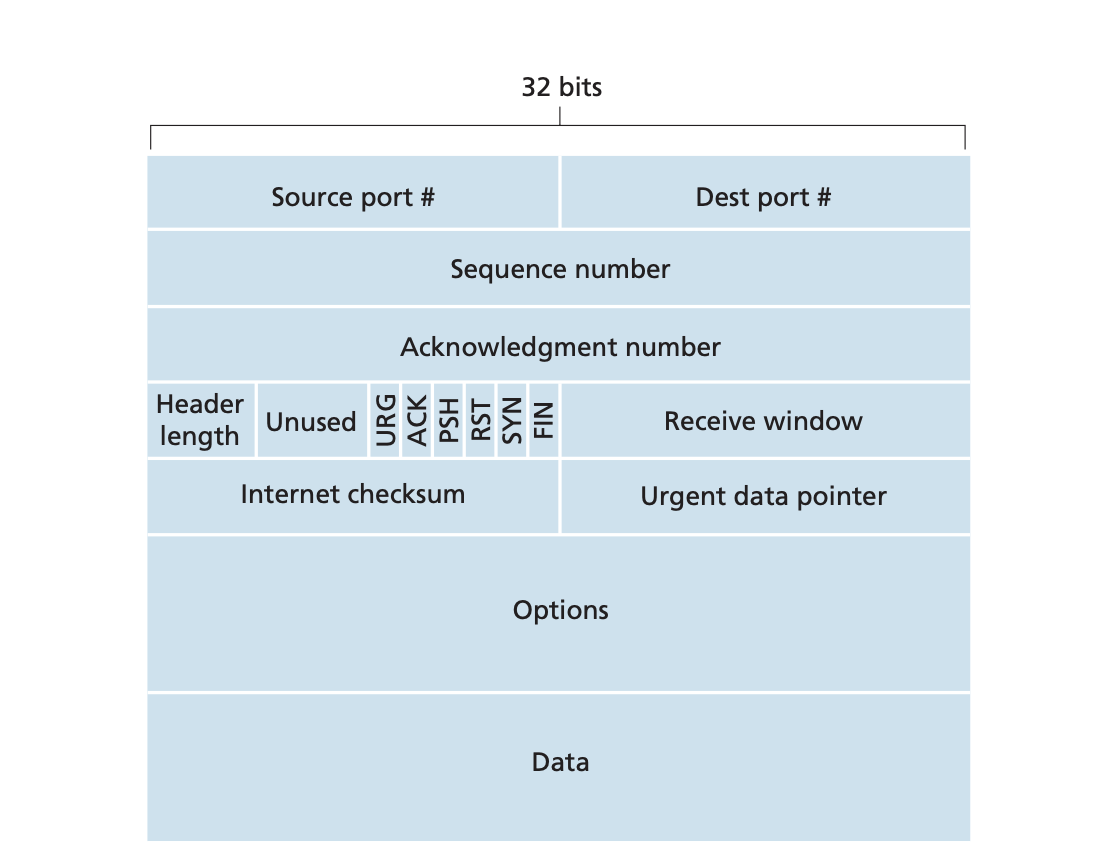 32 bits
Source port #
Dest port #
Sequence number
Acknowledgment number
Header
length
Unused
URG
ACK
PSH
RST
SYN
FIN
Receive window
Internet checksum
Urgent data pointer
Options
Data